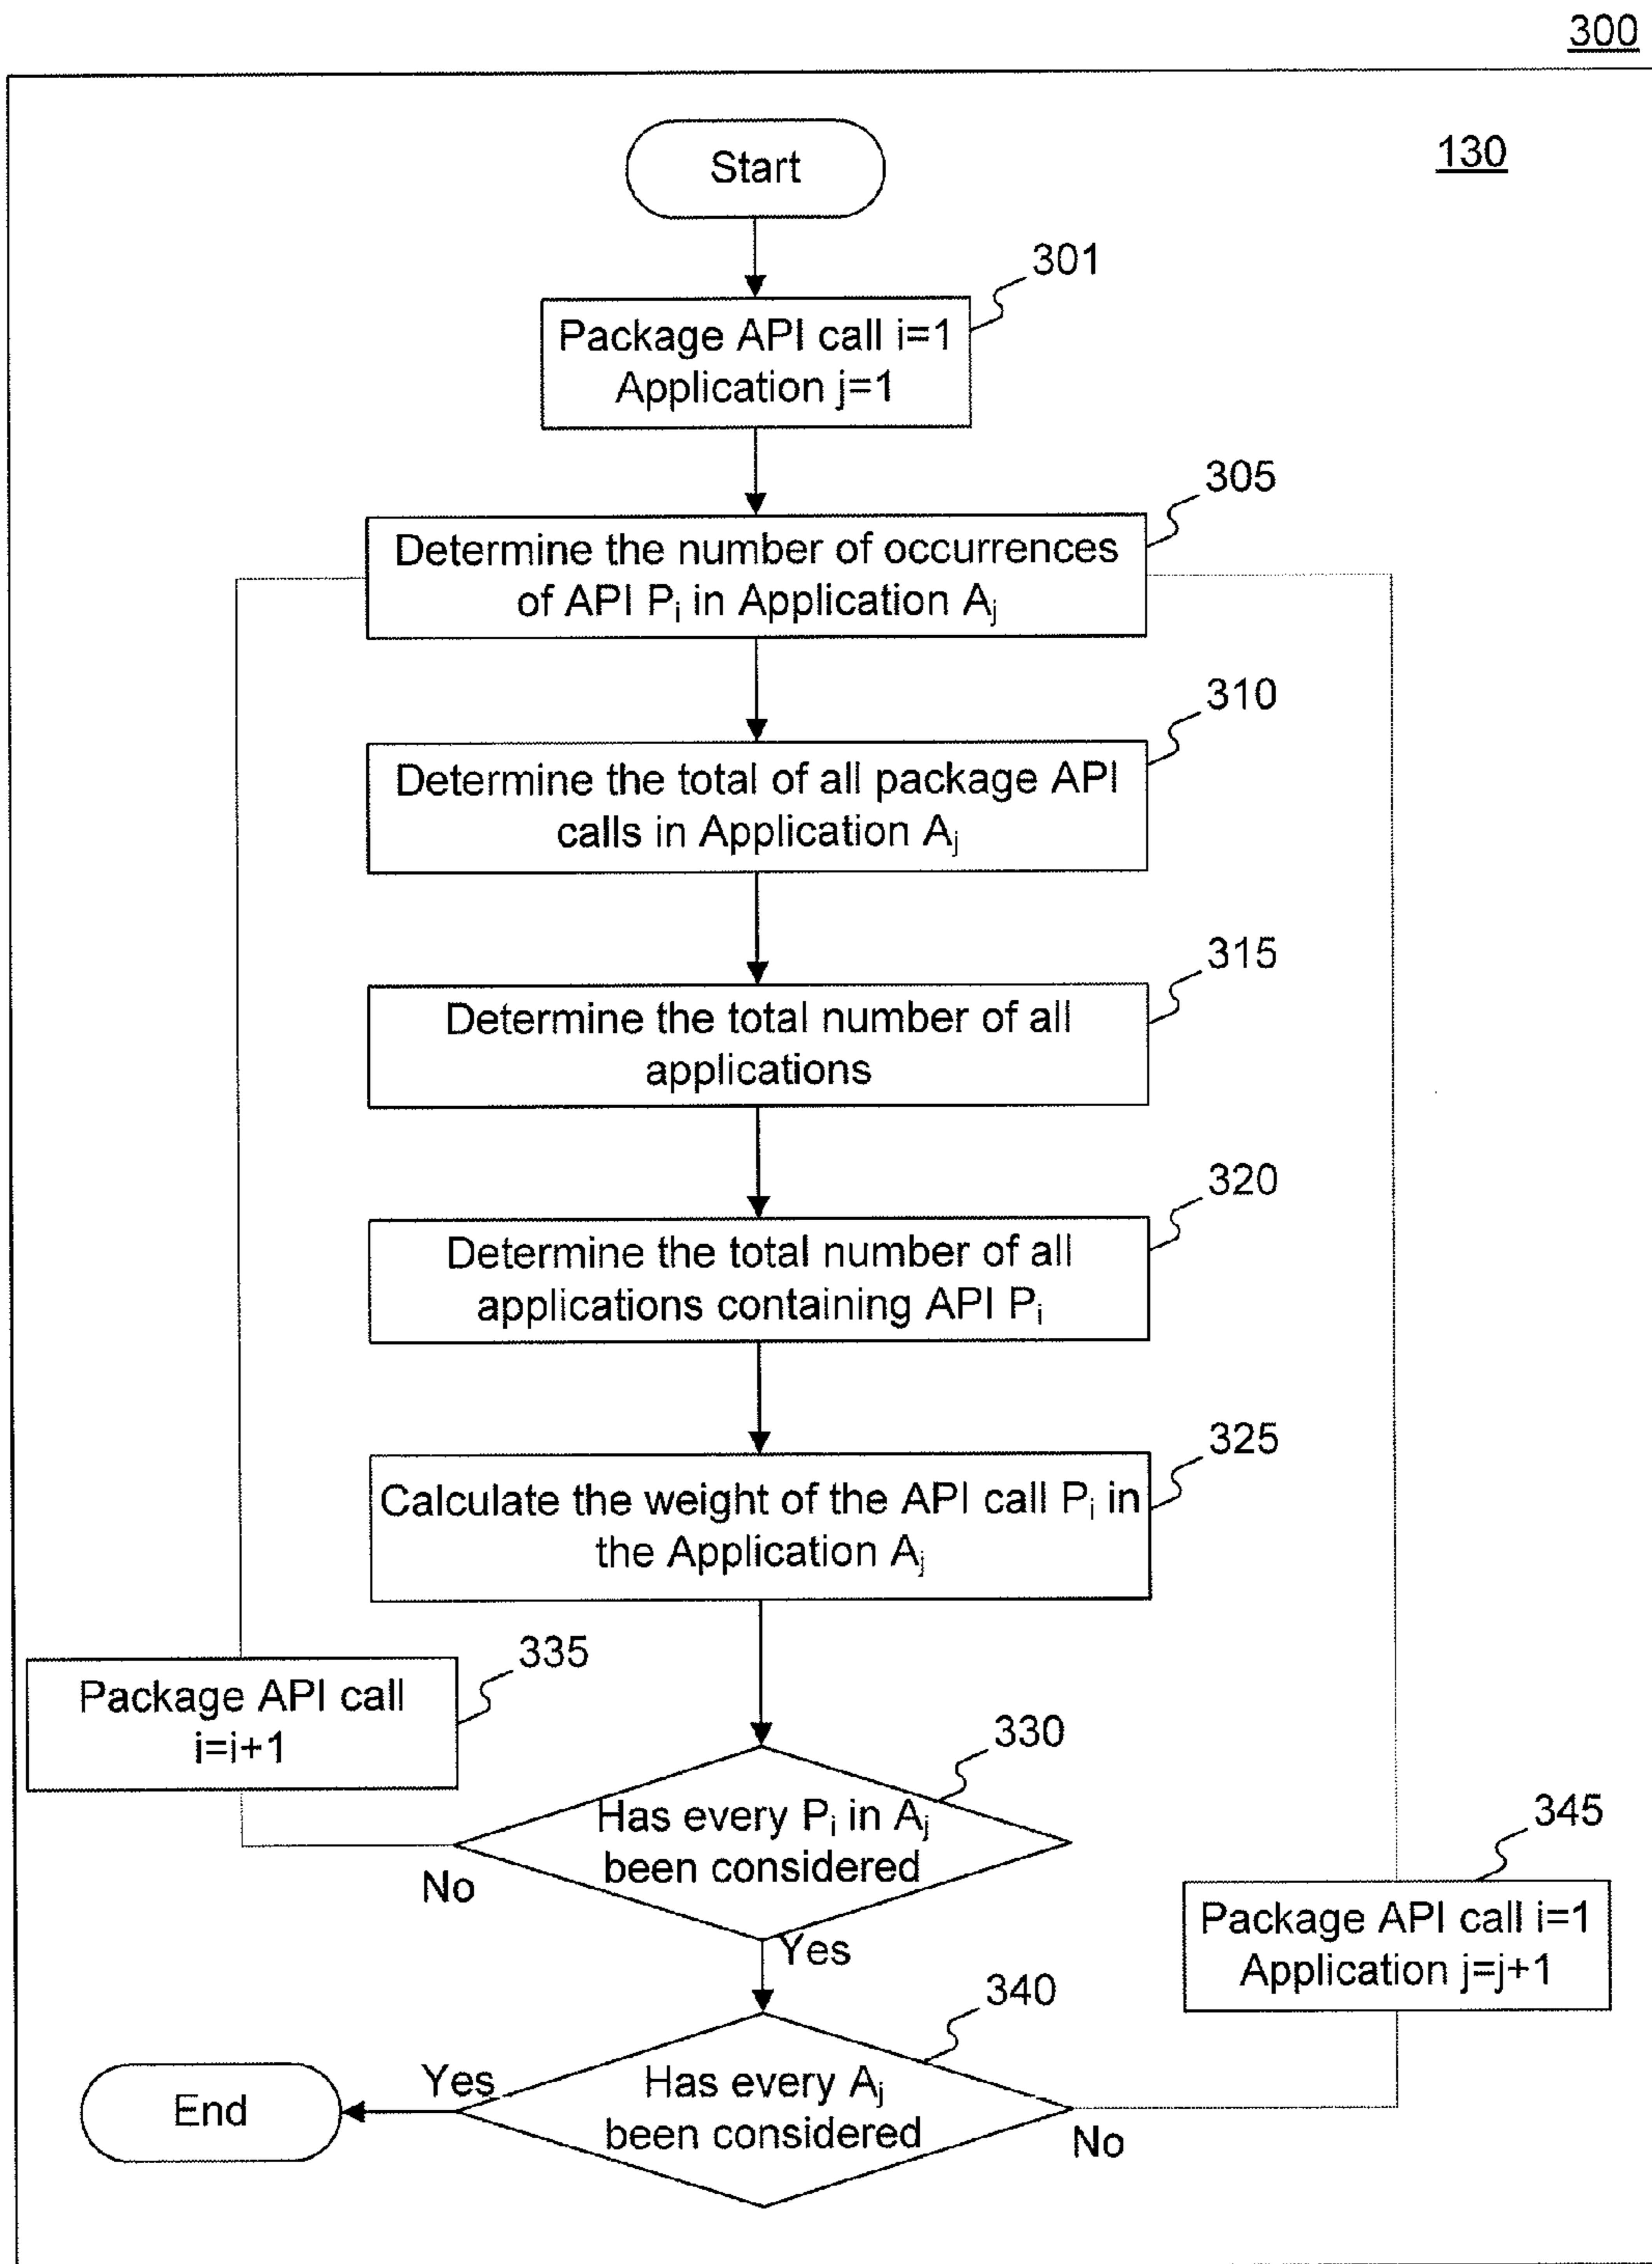 300
130
Start
301
Package API call i=1
Application j=1
305
Determine the number of occurrences
of API Pi in Application Aj
310
Determine the total of all package API
calls in Application Aj
315
Determine the total number of all
applications
320
Determine the total number of all
applications containing API Pi
325
Calculate the weight of the API call Pi in
the Application Aj
335
Package API call
i=i+1
330
Has every Pi in Aj
been considered
No
Yes
345
Package API call i=1
Application j=j+1
340
Has every Aj
been considered
Yes
No
End